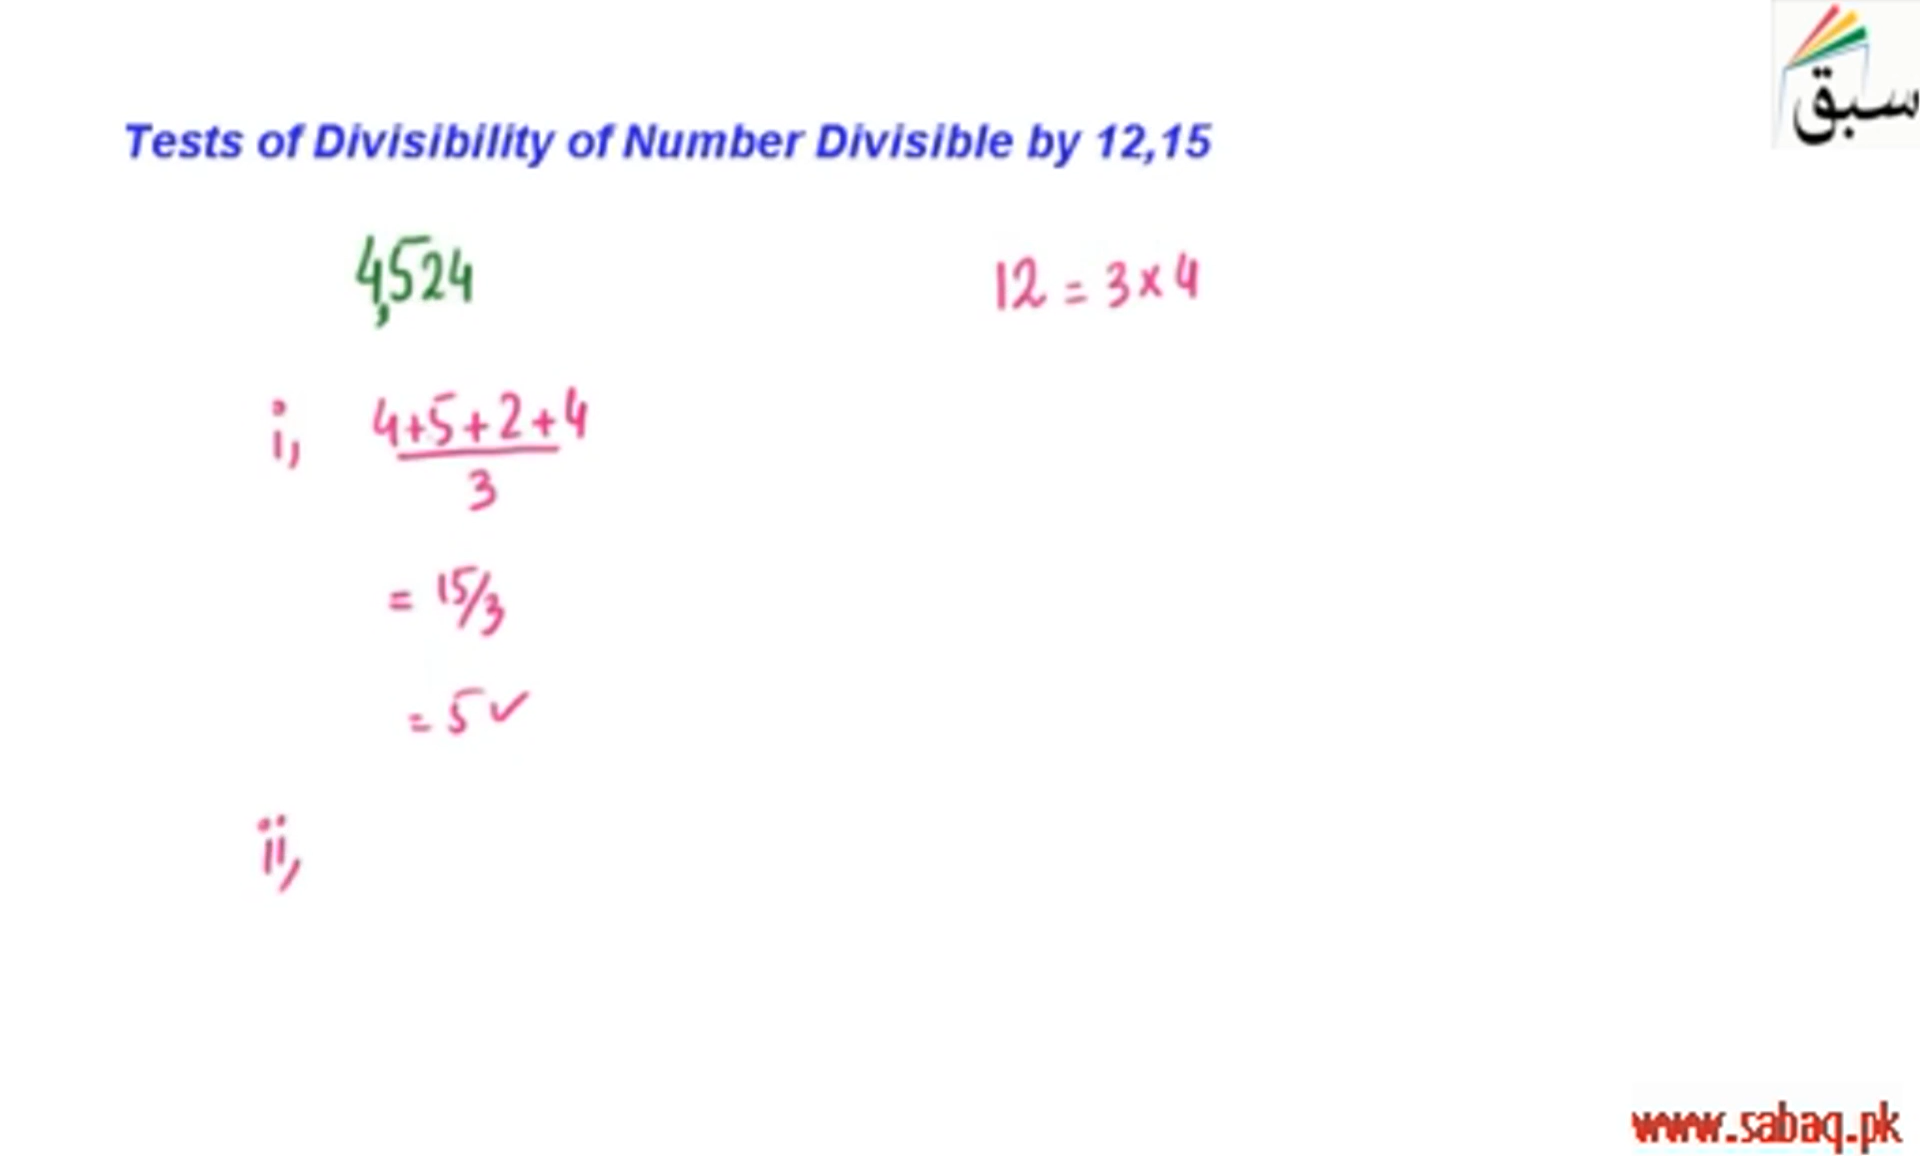 سبق
Tests of Divisibility of Number Divisible by 12,15
4,524
12 = 3 x 4
i, 4+5+2+4
3
= 15/3
= 5 ✓
ii,
www.sabaq.pk